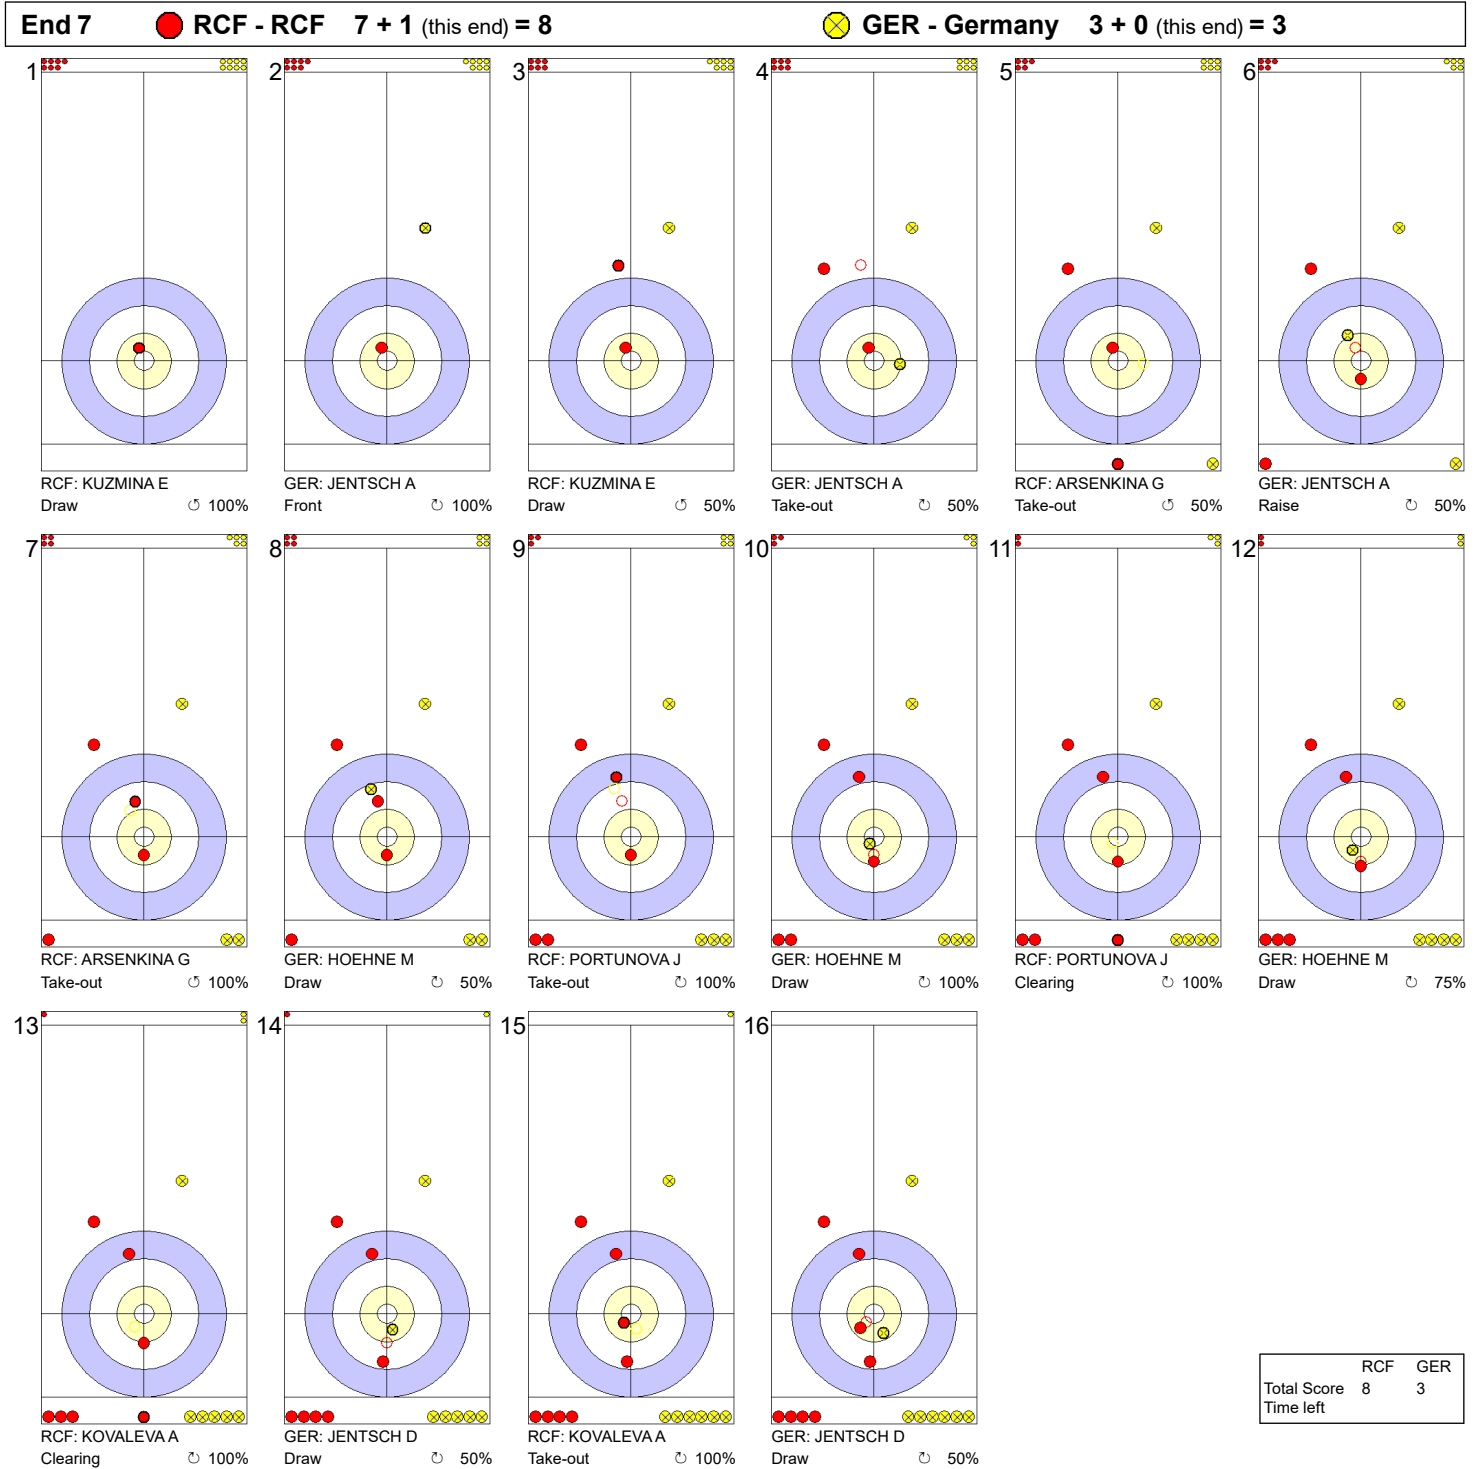 End 7 RCF - RCF 7 + 1 (this end) = 8 GER - Germany 3 + 0 (this end) = 3
1 2 3 4 5 6
RCF: KUZMINA E GER: JENTSCH A RCF: KUZMINA E GER: JENTSCH A RCF: ARSENKINA G GER: JENTSCH A
Draw ↺ 100% Front ↻ 100% Draw ↺ 50% Take-out ↻ 50% Take-out ↻ 50% Raise ↻ 50%
7 8 9 10 11 12
RCF: ARSENKINA G GER: HOEHNE M RCF: PORTUNOVA J GER: HOEHNE M RCF: PORTUNOVA J GER: HOEHNE M
Take-out ↻ 100% Draw ↻ 50% Take-out ↻ 100% Draw ↻ 100% Clearing ↻ 100% Draw ↻ 75%
13 14 15 16
RCF: KOVALEVA A GER: JENTSCH D RCF: KOVALEVA A GER: JENTSCH D
Clearing ↻ 100% Draw ↻ 50% Take-out ↻ 100% Draw ↻ 50%
RCF GER
Total Score 8 3
Time left